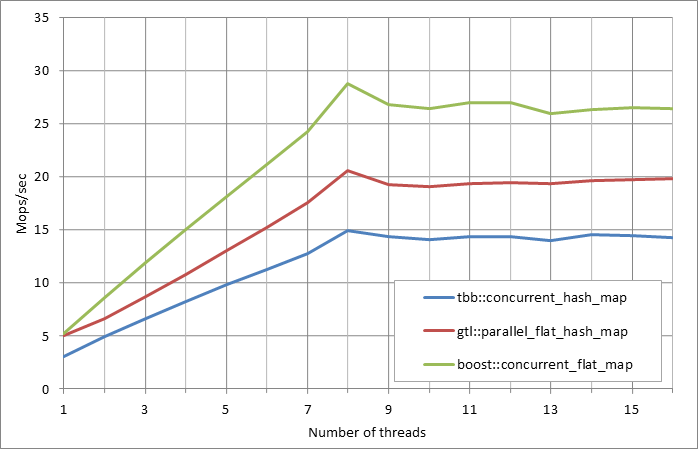 35
30
25
20
15
10
5
0
Mops/sec
1 3 5 7 9 11 13 15
Number of threads
tbb::concurrent_hash_map
gtl::parallel_flat_hash_map
boost::concurrent_flat_map